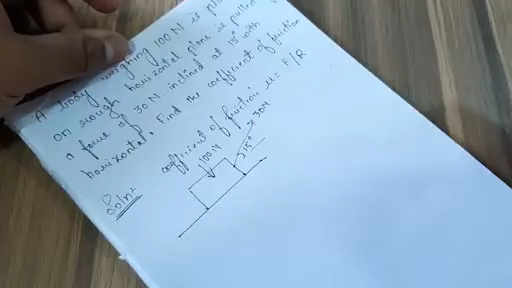 A body weighing 100 N is
on rough horizontal plane is pulled
a force of 30 N inclined at 15° with
horizontal. Find the coefficient of friction
Soln:-
coefficient of friction μ = F/R
100 N
30N
15°